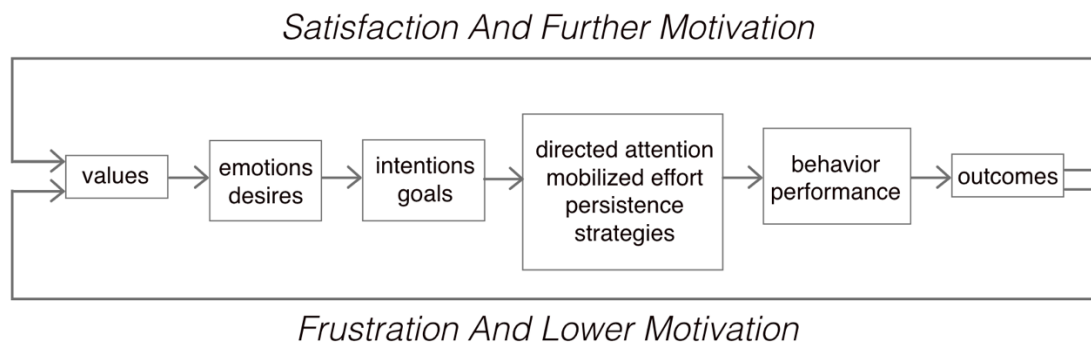 Satisfaction And Further Motivation
values
emotions
desires
intentions
goals
directed attention
mobilized effort
persistence
strategies
behavior
performance
outcomes
Frustration And Lower Motivation